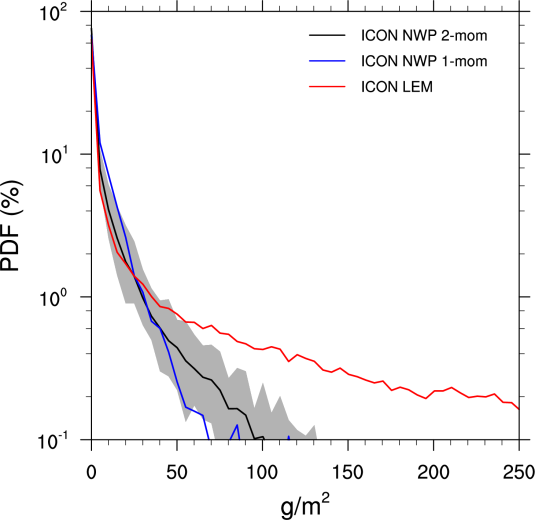 10²
ICON NWP 2-mom
ICON NWP 1-mom
ICON LEM
10¹
PDF (%)
10⁰
10⁻¹
0 50 100 150 200 250
g/m²